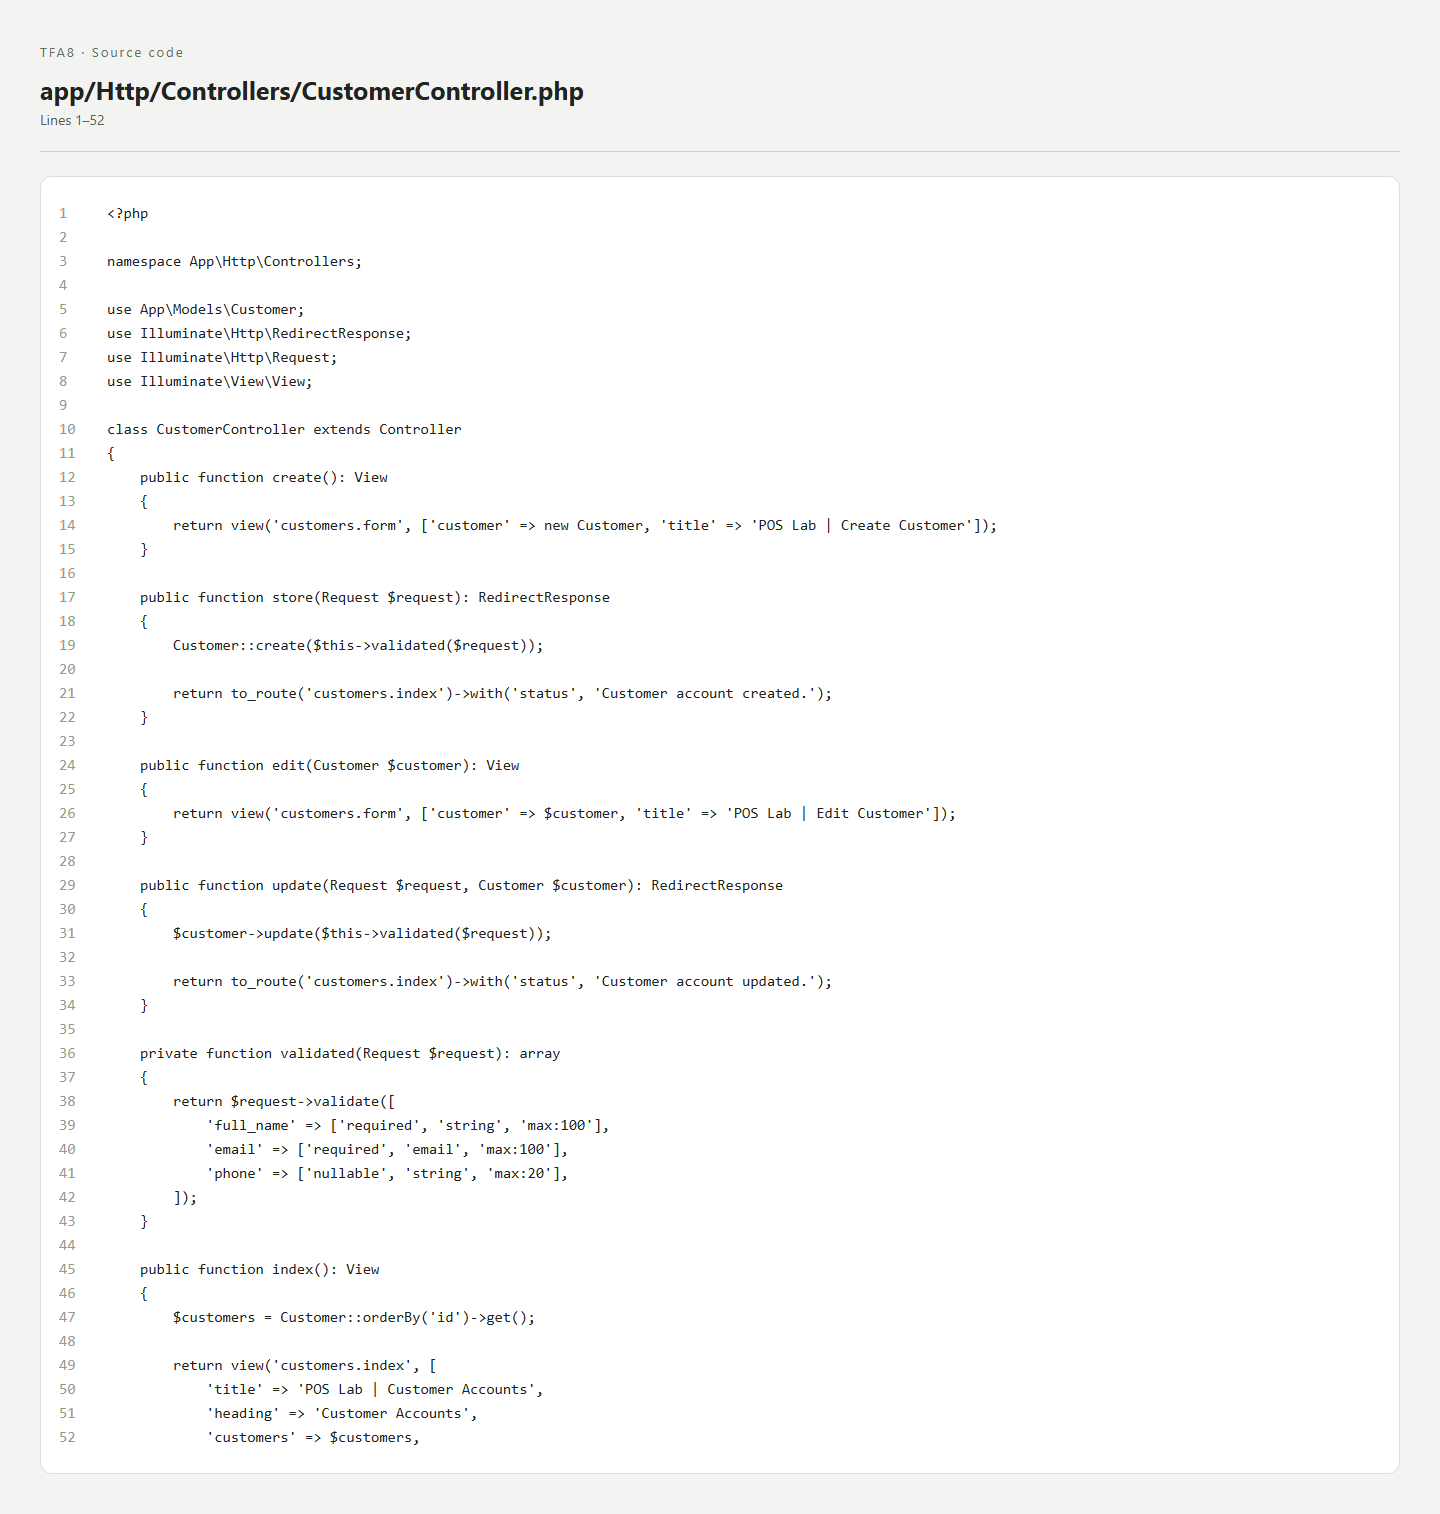 TFA8 · Source code
app/Http/Controllers/CustomerController.php
Lines 1–52
1 <?php
2
3 namespace App\Http\Controllers;
4
5 use App\Models\Customer;
6 use Illuminate\Http\RedirectResponse;
7 use Illuminate\Http\Request;
8 use Illuminate\View\View;
9
10 class CustomerController extends Controller
11 {
12     public function create(): View
13     {
14         return view('customers.form', ['customer' => new Customer, 'title' => 'POS Lab | Create Customer']);
15     }
16
17     public function store(Request $request): RedirectResponse
18     {
19         Customer::create($this->validated($request));
20
21         return to_route('customers.index')->with('status', 'Customer account created.');
22     }
23
24     public function edit(Customer $customer): View
25     {
26         return view('customers.form', ['customer' => $customer, 'title' => 'POS Lab | Edit Customer']);
27     }
28
29     public function update(Request $request, Customer $customer): RedirectResponse
30     {
31         $customer->update($this->validated($request));
32
33         return to_route('customers.index')->with('status', 'Customer account updated.');
34     }
35
36     private function validated(Request $request): array
37     {
38         return $request->validate([
39             'full_name' => ['required', 'string', 'max:100'],
40             'email' => ['required', 'email', 'max:100'],
41             'phone' => ['nullable', 'string', 'max:20'],
42         ]);
43     }
44
45     public function index(): View
46     {
47         $customers = Customer::orderBy('id')->get();
48
49         return view('customers.index', [
50             'title' => 'POS Lab | Customer Accounts',
51             'heading' => 'Customer Accounts',
52             'customers' => $customers,